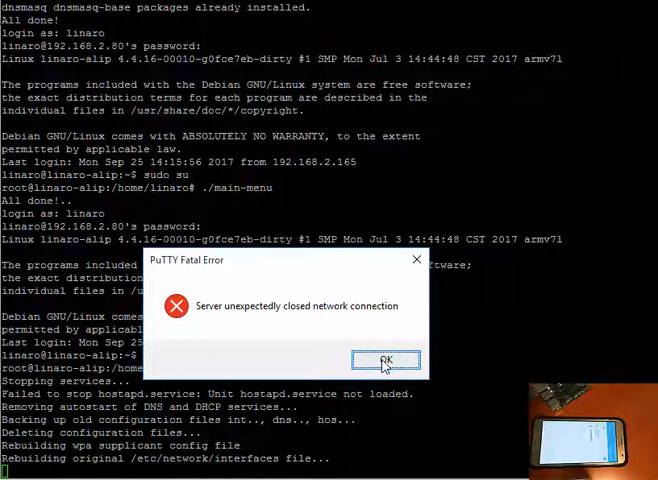 dnsmasq dnsmasq-base packages already installed.
All done!
login as: linaro
linaro@192.168.2.80's password:
Linux linaro-alip 4.4.16-00010-g0fce7eb-dirty #1 SMP Mon Jul 3 14:44:48 CST 2017 armv7l
The programs included with the Debian GNU/Linux system are free software;
the exact distribution terms for each program are described in the
individual files in /usr/share/doc/*/copyright.
Debian GNU/Linux comes with ABSOLUTELY NO WARRANTY, to the extent
permitted by applicable law.
Last login: Mon Sep 25 14:15:56 2017 from 192.168.2.165
linaro@linaro-alip:~$ sudo su
root@linaro-alip:/home/linaro# ./main-menu
All done!..
login as: linaro
linaro@192.168.2.80's password:
Linux linaro-alip 4.4.16-00010-g0fce7eb-dirty #1 SMP Mon Jul 3 14:44:48 CST 2017 armv7l
PuTTY Fatal Error
The programs included ftware;
the exact distribution
individual files in /u
Server unexpectedly closed network connection
Debian GNU/Linux comes
permitted by applicabl
Last login: Mon Sep 25
linaro@linaro-alip:~$
OK
root@linaro-alip:/home
Stopping services...
Failed to stop hostapd.service: Unit hostapd.service not loaded.
Removing autostart of DNS and DHCP services...
Backing up old configuration files int.., dns.., hos...
Deleting configuration files...
Rebuilding wpa supplicant config file
Rebuilding original /etc/network/interfaces file...